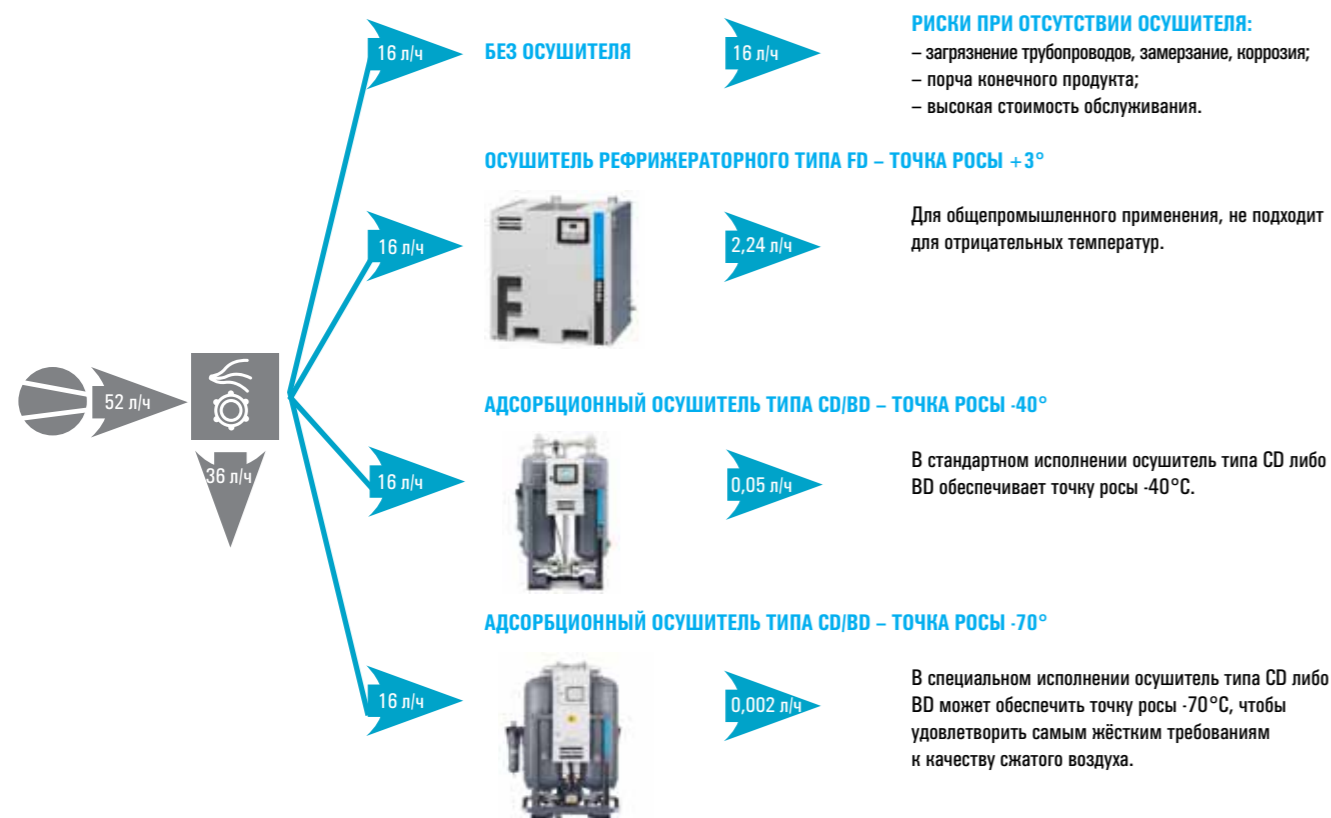 РИСКИ ПРИ ОТСУТСТВИИ ОСУШИТЕЛЯ:
16 л/ч
БЕЗ ОСУШИТЕЛЯ
16 л/ч
– загрязнение трубопроводов, замерзание, коррозия;
– порча конечного продукта;
– высокая стоимость обслуживания.
ОСУШИТЕЛЬ РЕФРИЖЕРАТОРНОГО ТИПА FD – ТОЧКА РОСЫ +3°
16 л/ч
F
2,24 л/ч
Для общепромышленного применения, не подходит
для отрицательных температур.
52 л/ч
36 л/ч
АДСОРБЦИОННЫЙ ОСУШИТЕЛЬ ТИПА CD/BD – ТОЧКА РОСЫ -40°
16 л/ч
0,05 л/ч
В стандартном исполнении осушитель типа CD либо
BD обеспечивает точку росы -40°C.
АДСОРБЦИОННЫЙ ОСУШИТЕЛЬ ТИПА CD/BD – ТОЧКА РОСЫ -70°
16 л/ч
0,002 л/ч
В специальном исполнении осушитель типа CD либо
BD может обеспечить точку росы -70°C, чтобы
удовлетворить самым жёстким требованиям
к качеству сжатого воздуха.